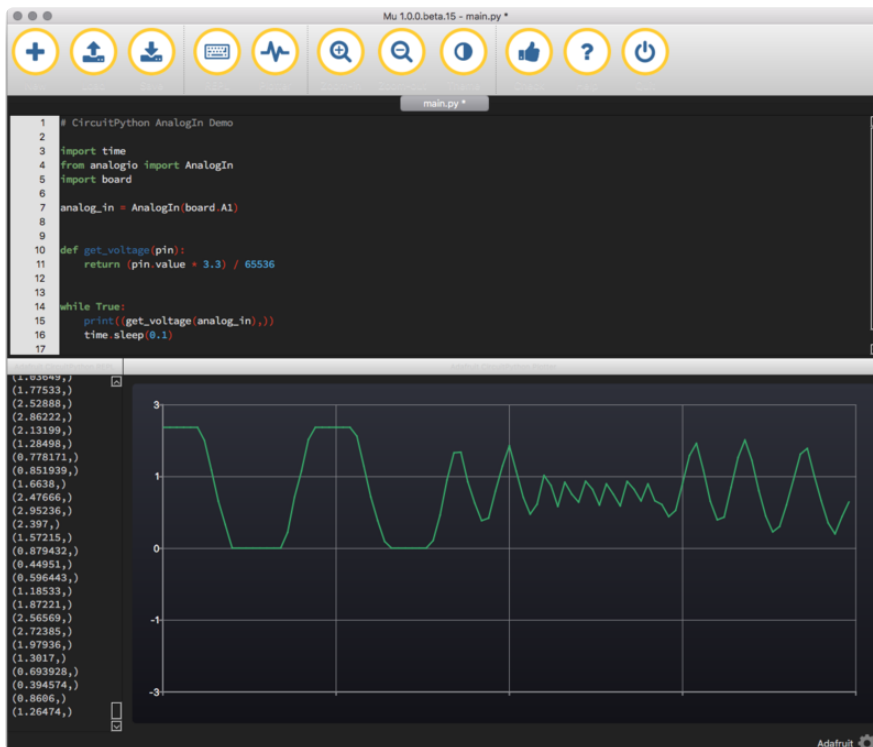 Mu 1.0.0.beta.15 - main.py *
main.py *
1 # CircuitPython AnalogIn Demo
2
3 import time
4 from analogio import AnalogIn
5 import board
6
7 analog_in = AnalogIn(board.A1)
8
9
10 def get_voltage(pin):
11     return (pin.value * 3.3) / 65536
12
13
14 while True:
15     print((get_voltage(analog_in),))
16     time.sleep(0.1)
17
(1.03649,)
(1.77533,)
(2.52888,)
(2.86222,)
(2.13199,)
(1.28498,)
(0.778171,)
(0.851939,)
(1.6638,)
(2.47666,)
(2.95236,)
(2.397,)
(1.57215,)
(0.879432,)
(0.44951,)
(0.596443,)
(1.18533,)
(1.87221,)
(2.56569,)
(2.72385,)
(1.97936,)
(1.3017,)
(0.693928,)
(0.394574,)
(0.8606,)
(1.26474,)
3
1
0
-1
-3
Adafruit